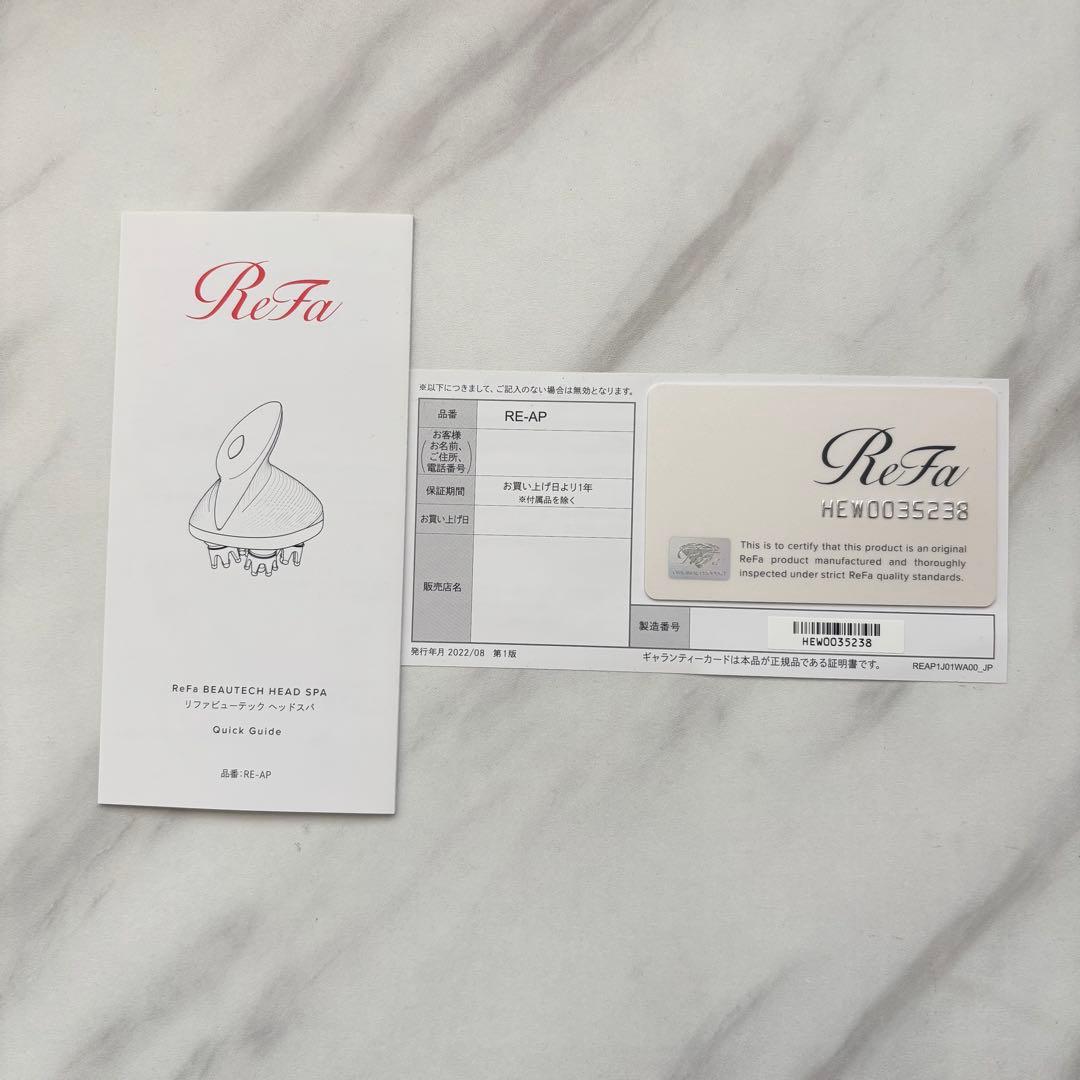 ReFa
ReFa BEAUTECH HEAD SPA
リファビューテック ヘッドスパ
Quick Guide
品番:RE-AP
※以下につきまして、ご記入のない場合は無効となります。
品番 RE-AP
お客様
お名前、
ご住所、
電話番号
保証期間 お買い上げ日より1年
※付属品を除く
お買い上げ日
販売店名
発行年月 2022/08 第1版
ReFa
HEW0035238
This is to certify that this product is an original
ReFa product manufactured and thoroughly
inspected under strict ReFa quality standards.
製造番号
HEW0035238
ギャランティーカードは本品が正規品である証明書です。
REAP1J01WA00_JP